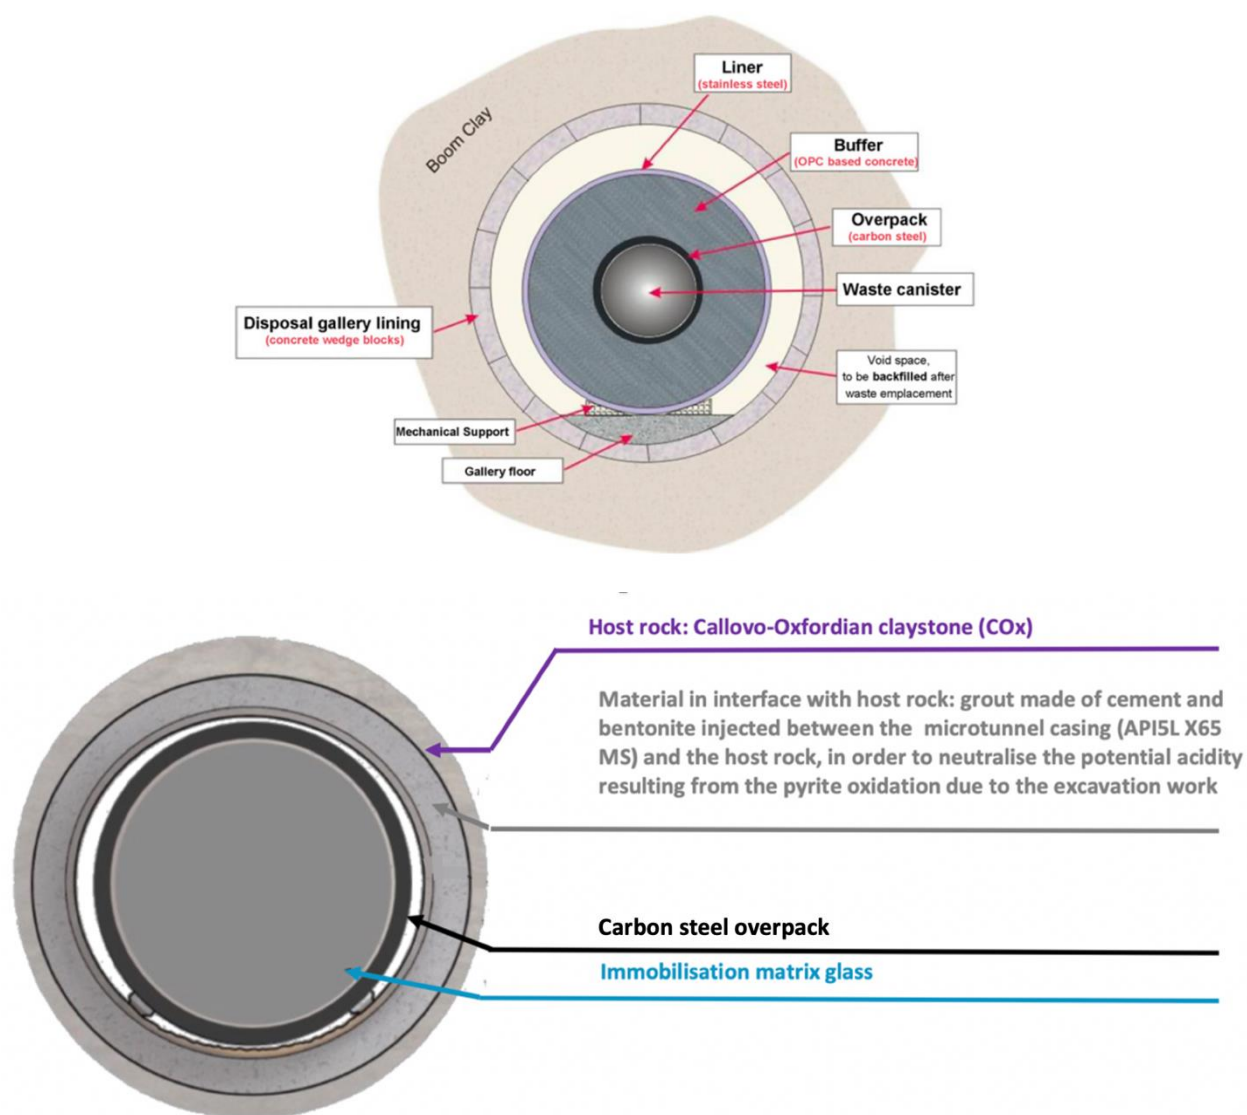 Liner
(stainless steel)
Boom Clay
Buffer
(OPC based concrete)
Overpack
(carbon steel)
Waste canister
Disposal gallery lining
(concrete wedge blocks)
Void space,
to be backfilled after
waste emplacement
Mechanical Support
Gallery floor
Host rock: Callovo-Oxfordian claystone (COx)
Material in interface with host rock: grout made of cement and
bentonite injected between the microtunnel casing (API5L X65
MS) and the host rock, in order to neutralise the potential acidity
resulting from the pyrite oxidation due to the excavation work
Carbon steel overpack
Immobilisation matrix glass